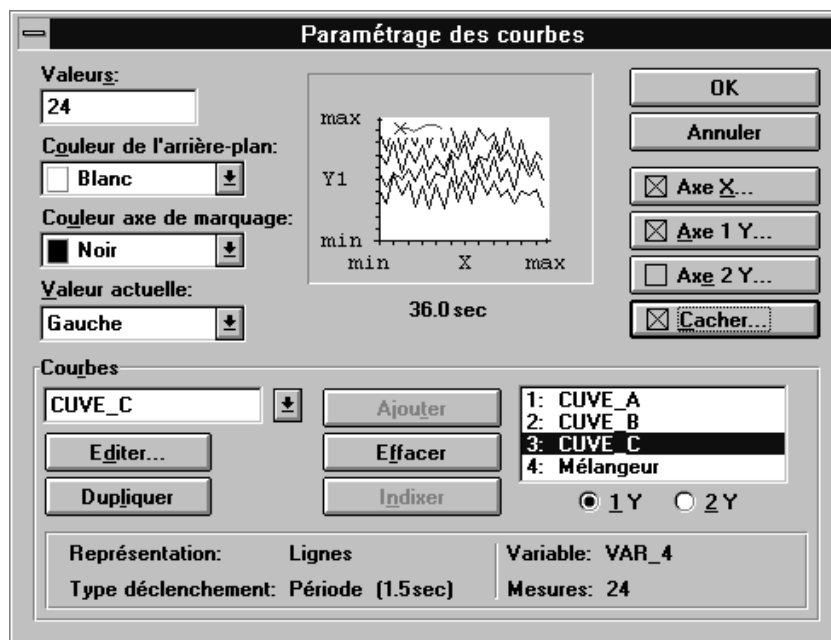 Paramétrage des courbes
Valeurs:
24
Couleur de l'arrière-plan:
Blanc
Couleur axe de marquage:
Noir
Valeur actuelle:
Gauche
max
Y1
min
min X max
36.0 sec
OK
Annuler
Axe X...
Axe 1 Y...
Axe 2 Y...
Cacher...
Courbes
CUVE_C
Editer...
Dupliquer
Ajouter
Effacer
Indixer
1: CUVE_A
2: CUVE_B
3: CUVE_C
4: Mélangeur
1 Y 2 Y
Représentation: Lignes
Type déclenchement: Période (1.5sec)
Variable: VAR_4
Mesures: 24